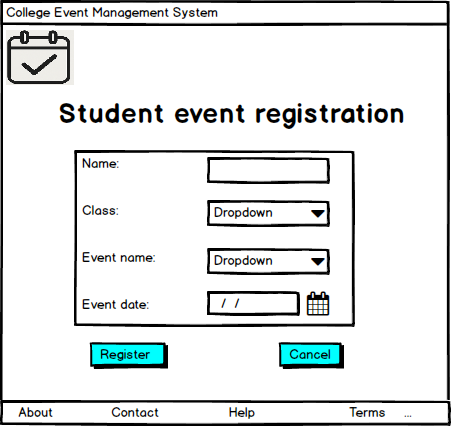 College Event Management System
Student event registration
Name:
Class: Dropdown
Event name: Dropdown
Event date: / /
Register Cancel
About Contact Help Terms ...